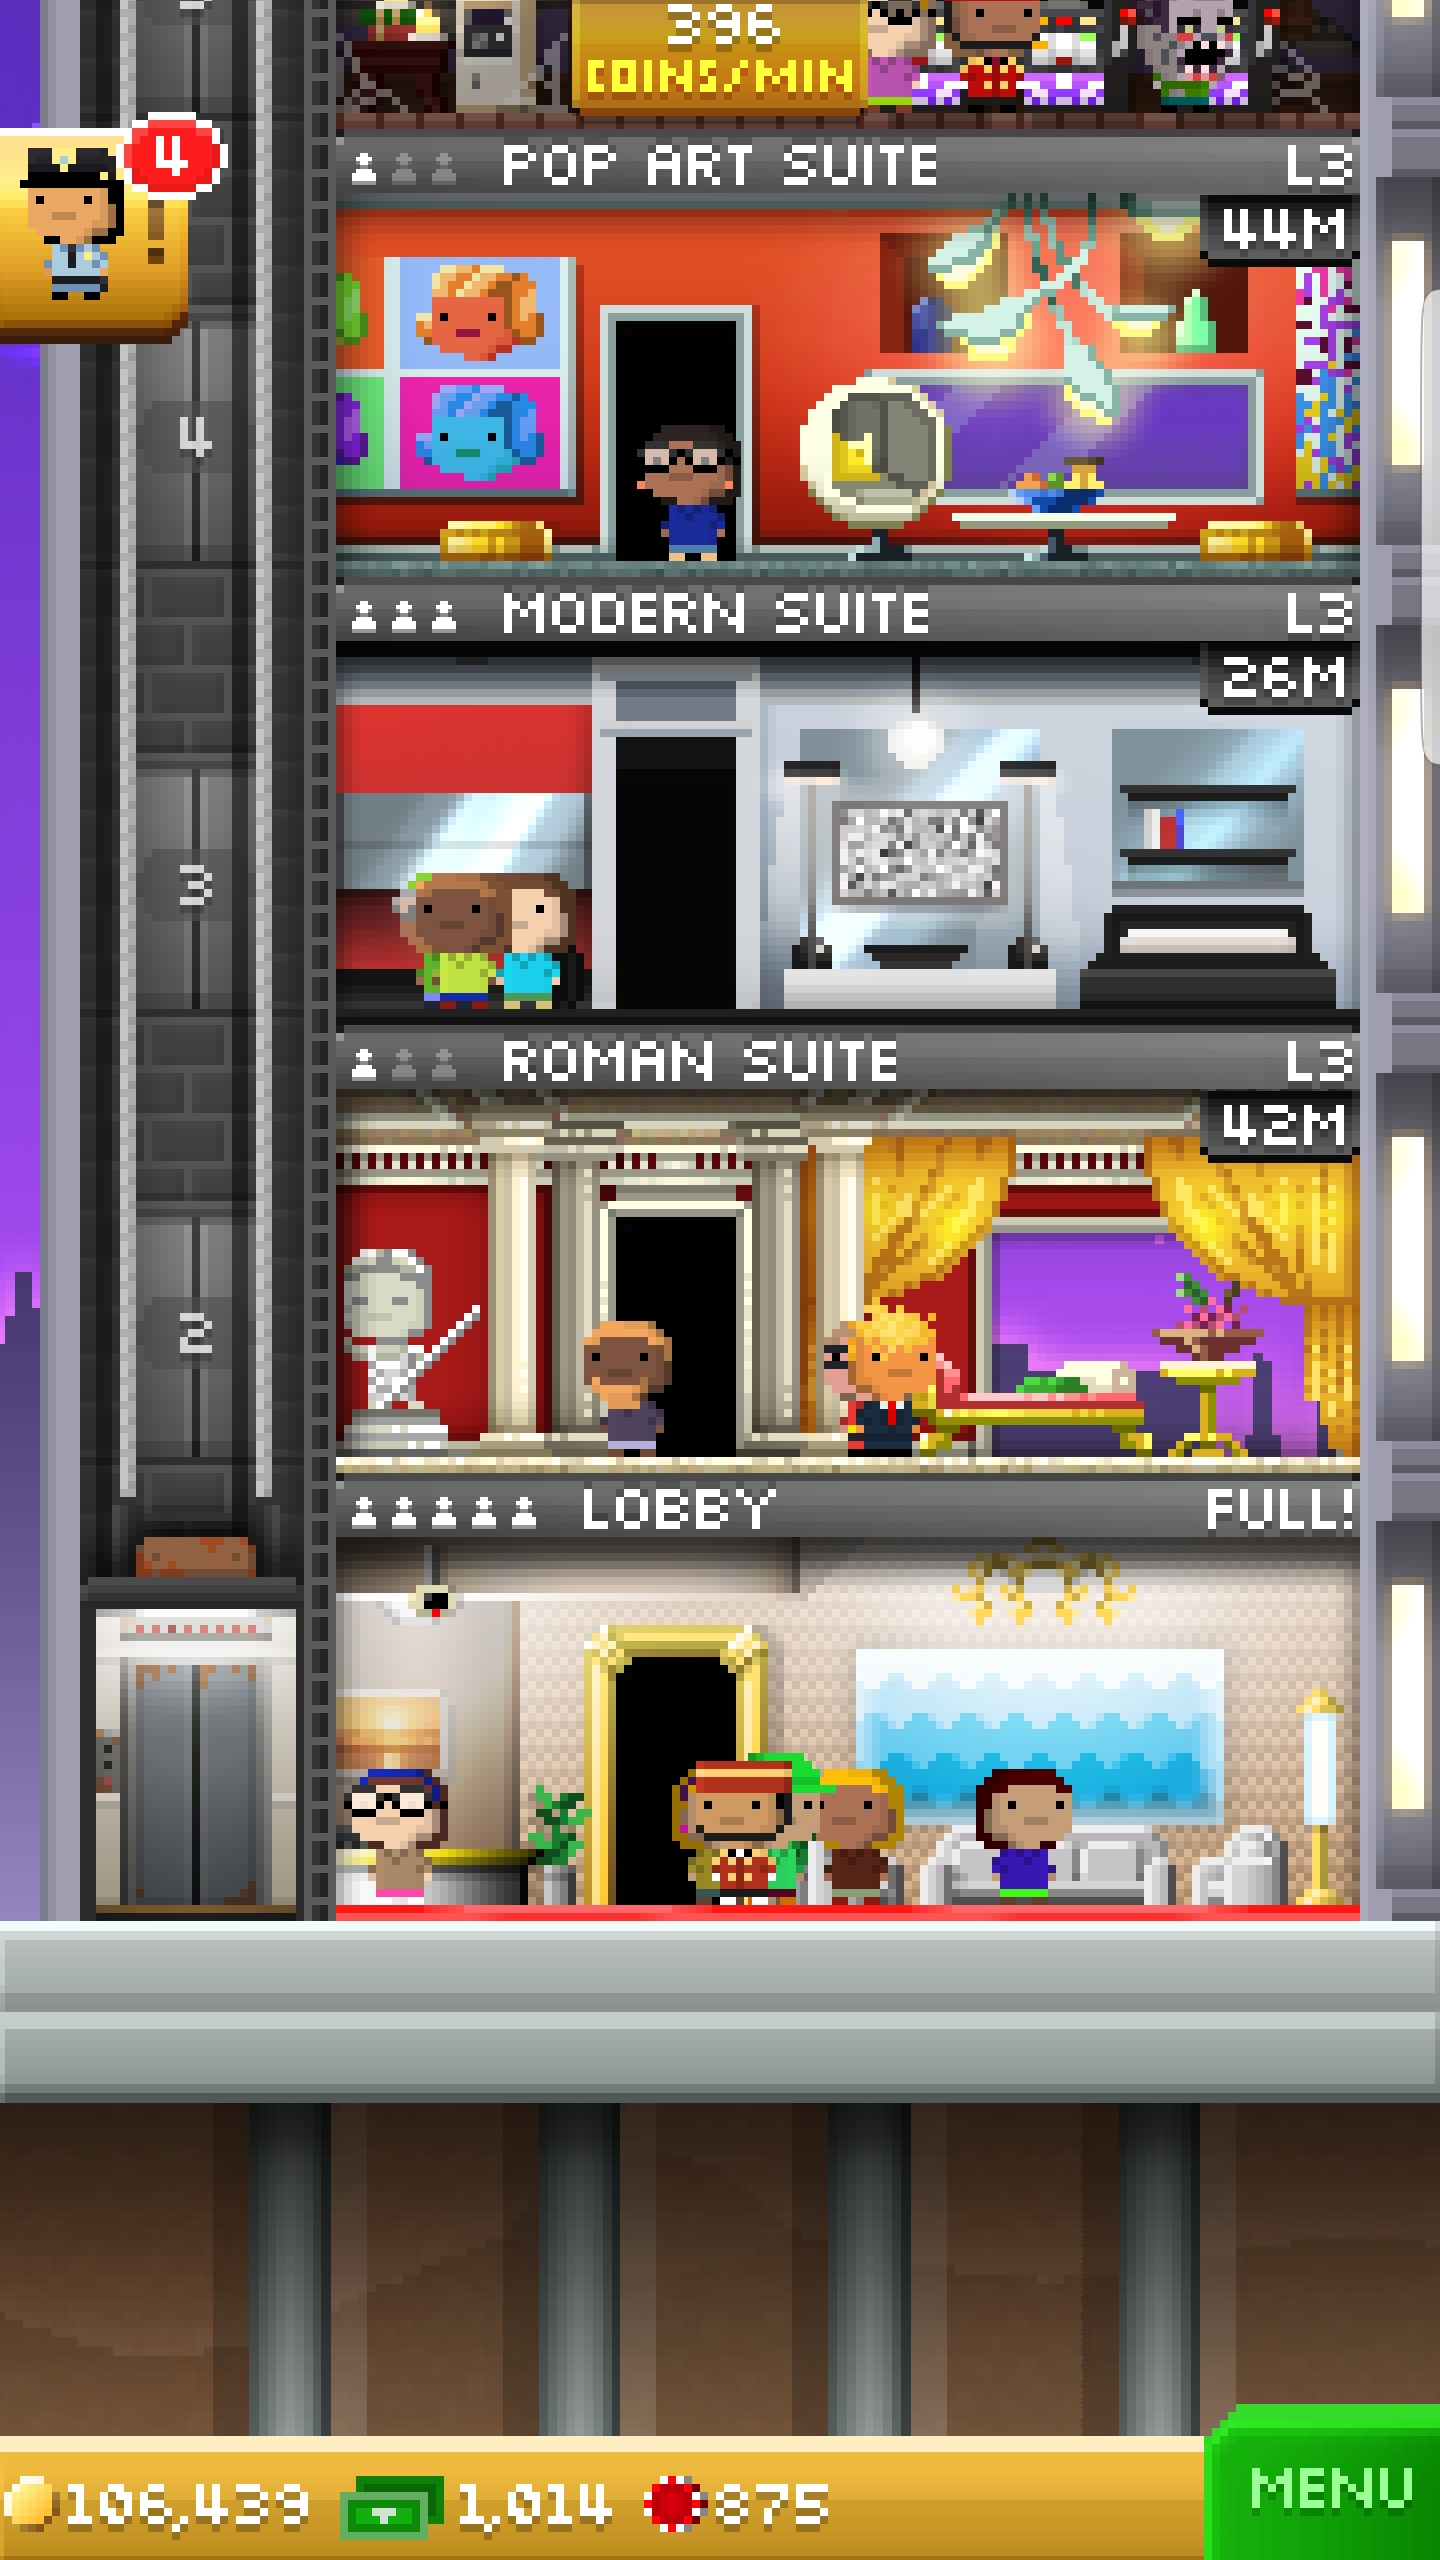 396
COINS/MIN
4
POP ART SUITE L3
44M
4
MODERN SUITE L3
26M
3
ROMAN SUITE L3
42M
2
LOBBY FULL!
106,439 1,014 875
MENU